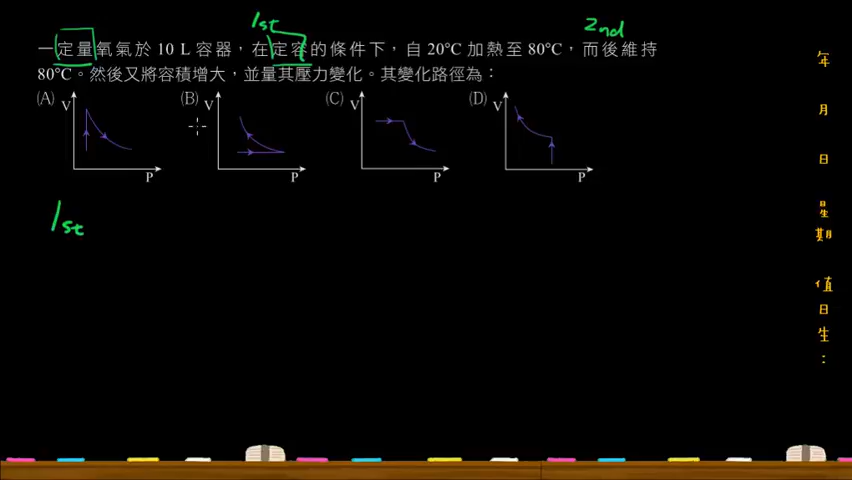 1st
2nd
一定量氧氣於 10 L 容器，在定容的條件下，自 20°C 加熱至 80°C，而後維持
80°C。然後又將容積增大，並量其壓力變化。其變化路徑為：
(A) V P (B) V P (C) V P (D) V P
1st
年
月
日
星
期
值
日
生
：